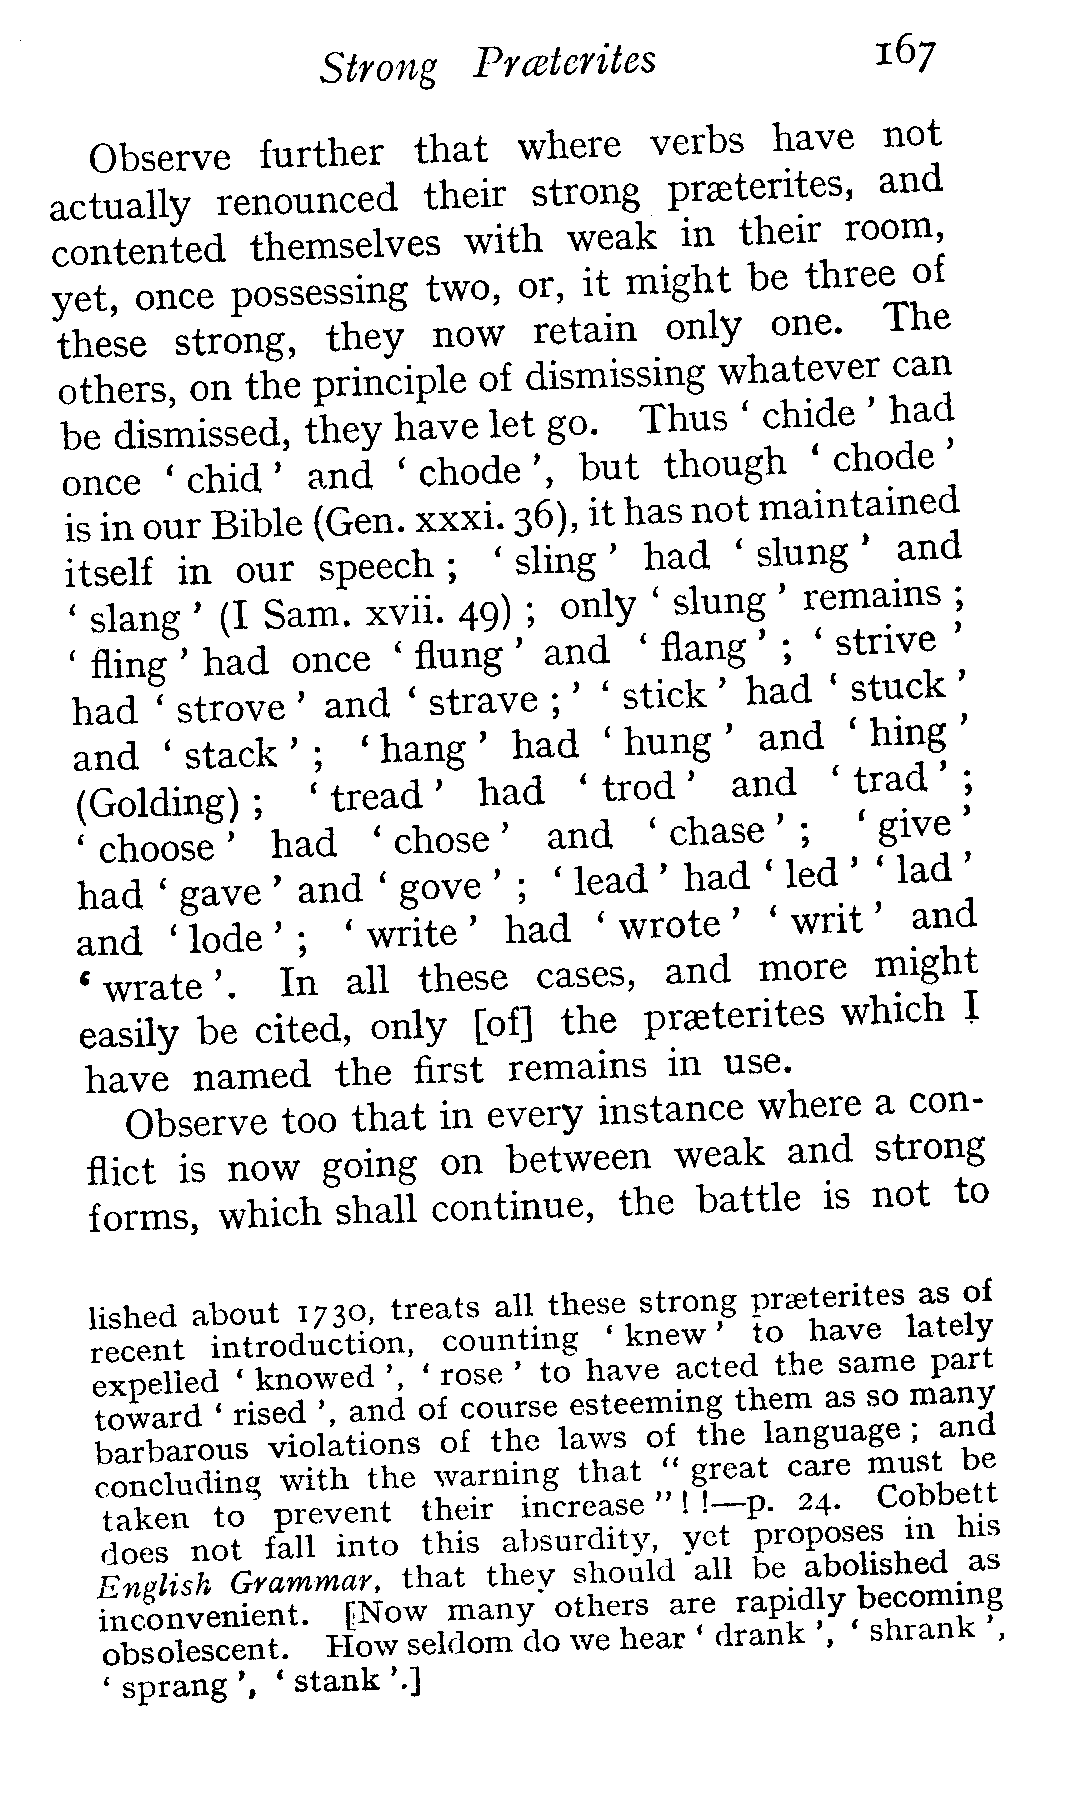 Strong Præterites 167
Observe further that where verbs have not
actually renounced their strong præterites, and
contented themselves with weak in their room,
yet, once possessing two, or, it might be three of
these strong, they now retain only one. The
others, on the principle of dismissing whatever can
be dismissed, they have let go. Thus ‘ chide ’ had
once ‘ chid ’ and ‘ chode ’, but though ‘ chode ’
is in our Bible (Gen. xxxi. 36), it has not maintained
itself in our speech ; ‘ sling ’ had ‘ slung ’ and
‘ slang ’ (I Sam. xvii. 49) ; only ‘ slung ’ remains ;
‘ fling ’ had once ‘ flung ’ and ‘ flang ’ ; ‘ strive ’
had ‘ strove ’ and ‘ strave ; ’ ‘ stick ’ had ‘ stuck ’
and ‘ stack ’ ; ‘ hang ’ had ‘ hung ’ and ‘ hing ’
(Golding) ; ‘ tread ’ had ‘ trod ’ and ‘ trad ’ ;
‘ choose ’ had ‘ chose ’ and ‘ chase ’ ; ‘ give ’
had ‘ gave ’ and ‘ gove ’ ; ‘ lead ’ had ‘ led ’ ‘ lad ’
and ‘ lode ’ ; ‘ write ’ had ‘ wrote ’ ‘ writ ’ and
‘ wrate ’. In all these cases, and more might
easily be cited, only [of] the præterites which I
have named the first remains in use.
Observe too that in every instance where a con-
flict is now going on between weak and strong
forms, which shall continue, the battle is not to
lished about 1730, treats all these strong præterites as of
recent introduction, counting ‘ knew ’ to have lately
expelled ‘ knowed ’, ‘ rose ’ to have acted the same part
toward ‘ rised ’, and of course esteeming them as so many
barbarous violations of the laws of the language ; and
concluding with the warning that “ great care must be
taken to prevent their increase ” ! !—p. 24. Cobbett
does not fall into this absurdity, yet proposes in his
English Grammar, that they should all be abolished as
inconvenient. [Now many others are rapidly becoming
obsolescent. How seldom do we hear ‘ drank ’, ‘ shrank ’,
‘ sprang ’, ‘ stank ’.]